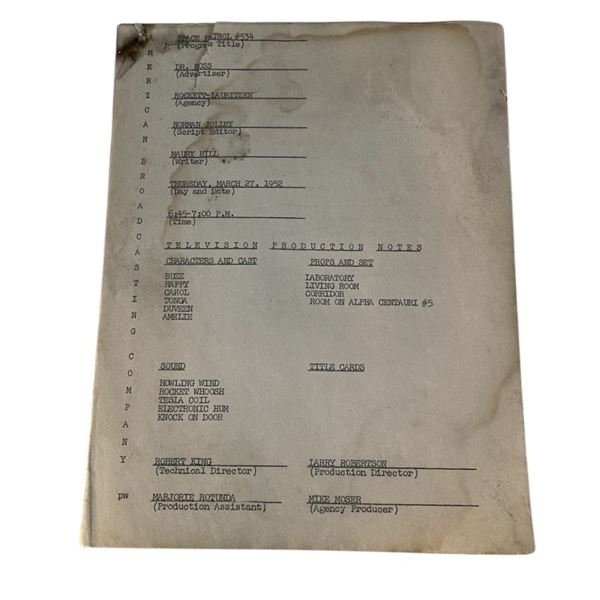 AMERICAN BROADCASTING COMPANY
SPACE PATROL #534
(Program Title)
DR. ROSS
(Advertiser)
ROCKETT-LAURITZEN
(Agency)
NORMAN JOLLEY
(Script Editor)
MAURY HILL
(Writer)
THURSDAY, MARCH 27, 1952
(Day and Date)
6:45-7:00 P.M.
(Time)
TELEVISION PRODUCTION NOTES
CHARACTERS AND CAST
BUZZ
HAPPY
CAROL
TONGA
DUVEEN
AMELIE
PROPS AND SET
LABORATORY
LIVING ROOM
CORRIDOR
ROOM ON ALPHA CENTAURI #5
SOUND
HOWLING WIND
ROCKET WHOOSH
TESLA COIL
ELECTRONIC HUM
KNOCK ON DOOR
TITLE CARDS
ROBERT KING
(Technical Director)
LARRY ROBERTSON
(Production Director)
pw
MARJORIE ROTUNDA
(Production Assistant)
MIKE MOSER
(Agency Producer)